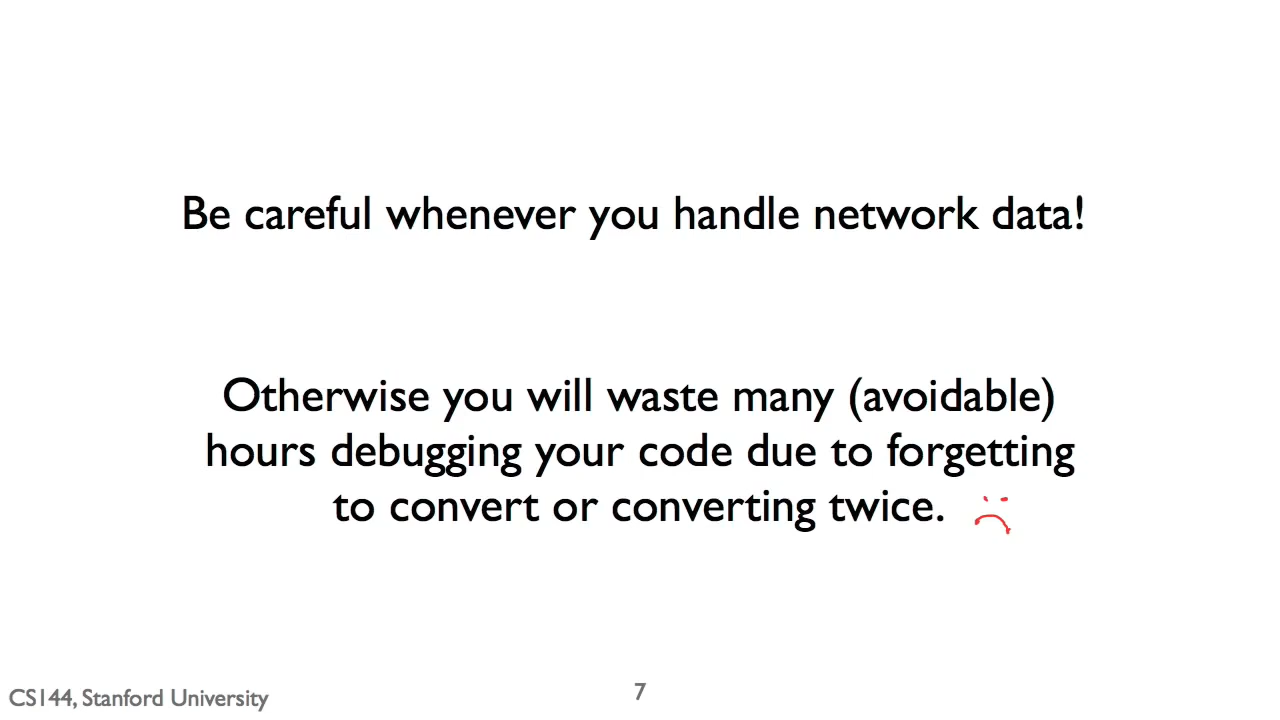 Be careful whenever you handle network data!
Otherwise you will waste many (avoidable)
hours debugging your code due to forgetting
to convert or converting twice.
CS144, Stanford University
7